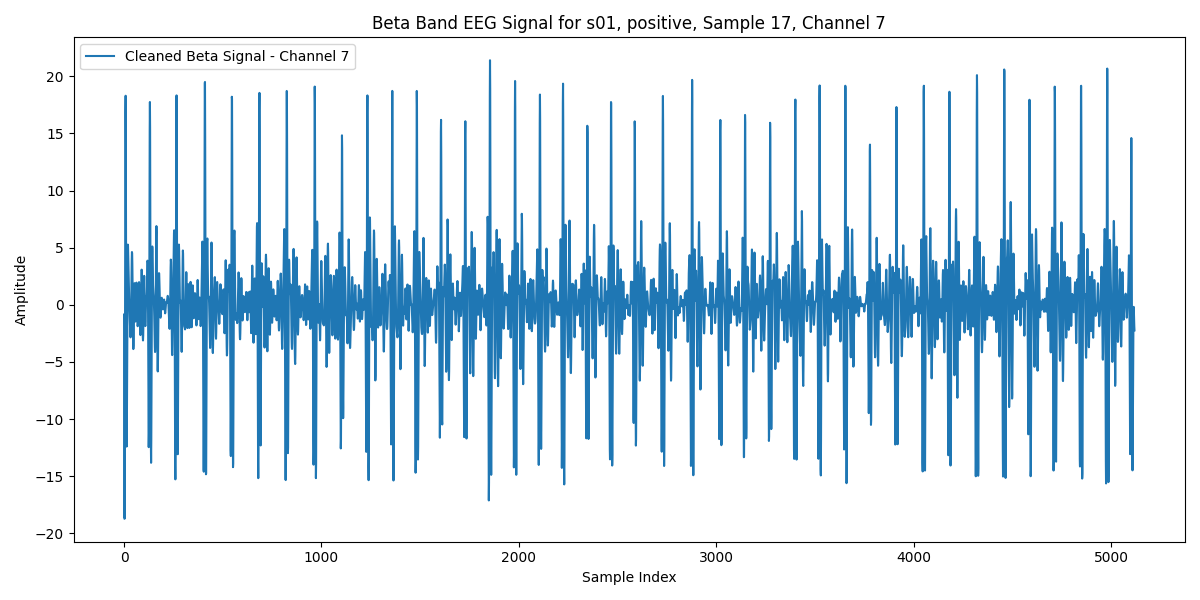 Beta Band EEG Signal for s01, positive, Sample 17, Channel 7
Cleaned Beta Signal - Channel 7
Amplitude
20
15
10
5
0
−5
−10
−15
−20
0 1000 2000 3000 4000 5000
Sample Index